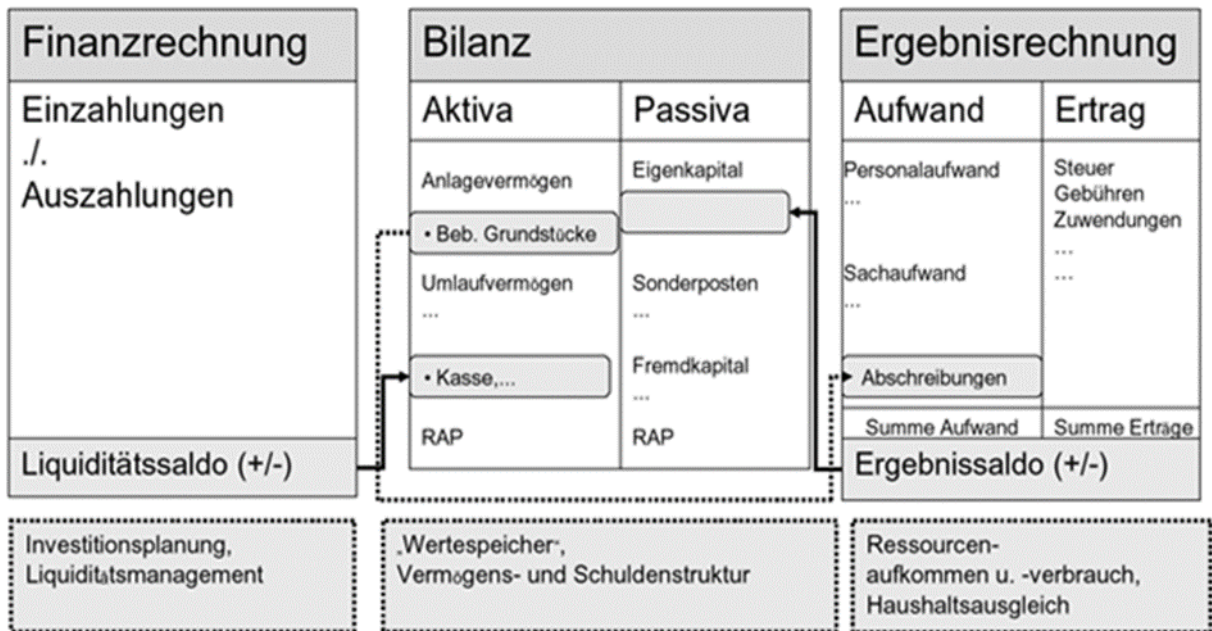 Finanzrechnung
Einzahlungen
./.
Auszahlungen
Liquiditätssaldo (+/-)
Investitionsplanung,
Liquiditätsmanagement
Bilanz
Aktiva
Anlagevermögen
• Beb. Grundstücke
Umlaufvermögen
...
• Kasse,...
RAP
Passiva
Eigenkapital
Sonderposten
...
Fremdkapital
...
RAP
„Wertespeicher“,
Vermögens- und Schuldenstruktur
Ergebnisrechnung
Aufwand
Personalaufwand
...
Sachaufwand
...
Abschreibungen
Summe Aufwand
Ertrag
Steuer
Gebühren
Zuwendungen
...
...
Summe Erträge
Ergebnissaldo (+/-)
Ressourcen-
aufkommen u. -verbrauch,
Haushaltsausgleich